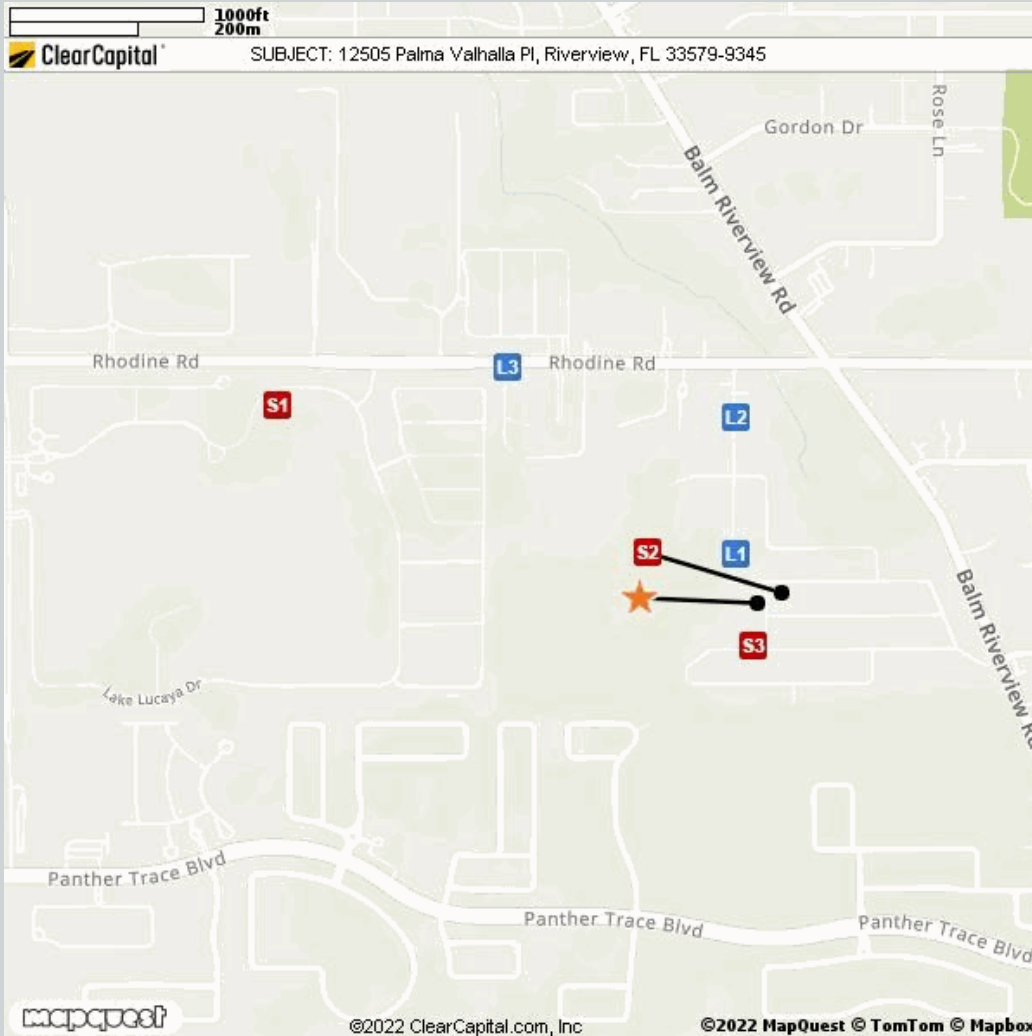 1000ft
200m
ClearCapital
SUBJECT: 12505 Palma Valhalla Pl, Riverview, FL 33579-9345
Gordon Dr
Rose Ln
Balm Riverview Rd
Rhodine Rd
L3
Rhodine Rd
S1
L2
S2
L1
S3
Balm Riverview Rd
Lake Lucaya Dr
Panther Trace Blvd
Panther Trace Blvd
Panther Trace Blvd
mapquest
©2022 ClearCapital.com, Inc
©2022 MapQuest © TomTom © Mapbox